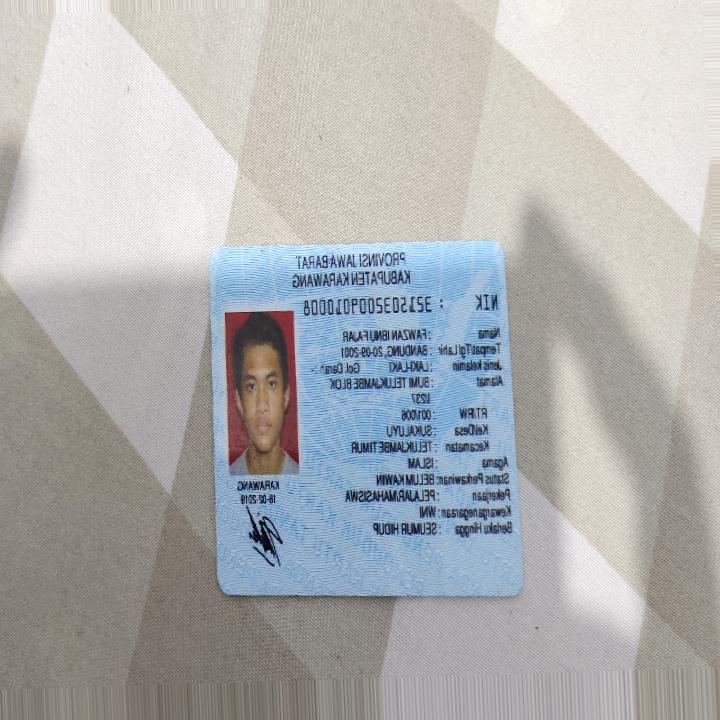 PROVINSI JAWA BARAT
KABUPATEN KARAWANG
NIK : 3215032009010008
Nama : FAWZAN IBNU FAJAR
Tempat/Tgl Lahir : BANDUNG, 20-09-2001
Jenis kelamin : LAKI-LAKI Gol. Darah :-
Alamat : BUMI TELUKJAMBE BLOK
U237
RT/RW : 001/006
Kel/Desa : SUKALUYU
Kecamatan : TELUKJAMBE TIMUR
Agama : ISLAM
Status Perkawinan: BELUM KAWIN
Pekerjaan : PELAJAR/MAHASISWA
Kewarganegaraan: WNI
Berlaku Hingga : SEUMUR HIDUP
KARAWANG
18-02-2019